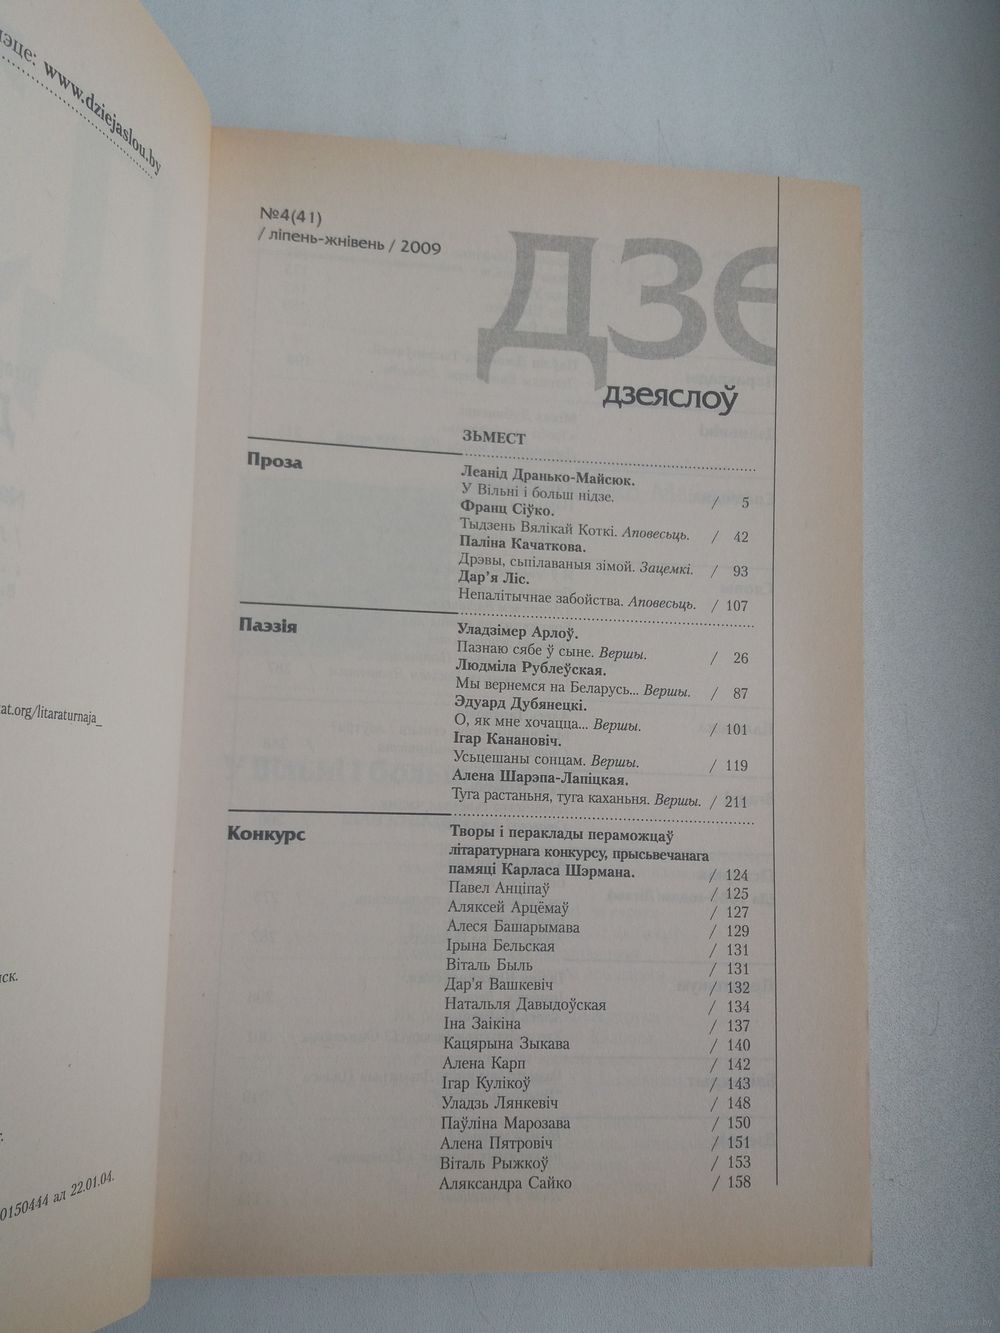 www.dziejaslou.by
at.org/litaraturnaja_
0150444 ад 22.01.04.
№4(41)
/ ліпень-жнівень / 2009
дзе
дзеяслоў
ЗЬМЕСТ
Проза
Леанід Дранько-Майсюк.
У Вільні і больш нідзе. / 5
Франц Сіўко.
Тыдзень Вялікай Коткі. Аповесьць. / 42
Паліна Качаткова.
Дрэвы, сьпілаваныя зімой. Зацемкі. / 93
Дар’я Ліс.
Непалітычнае забойства. Аповесьць. / 107
Паэзія
Уладзімер Арлоў.
Пазнаю сябе ў сыне. Вершы. / 26
Людміла Рублеўская.
Мы вернемся на Беларусь... Вершы. / 87
Эдуард Дубянецкі.
О, як мне хочацца... Вершы. / 101
Ігар Канановіч.
Усьцешаны сонцам. Вершы. / 119
Алена Шарэпа-Лапіцкая.
Туга растаньня, туга каханьня. Вершы. / 211
Конкурс
Творы і пераклады пераможцаў
літаратурнага конкурсу, прысьвечанага
памяці Карласа Шэрмана. / 124
Павел Анціпаў / 125
Аляксей Арцёмаў / 127
Алеся Башарымава / 129
Ірына Бельская / 131
Віталь Быль / 131
Дар’я Вашкевіч / 132
Натальля Давыдоўская / 134
Іна Заікіна / 137
Кацярына Зыкава / 140
Алена Карп / 142
Ігар Кулікоў / 143
Уладзь Лянкевіч / 148
Паўліна Марозава / 150
Алена Пятровіч / 151
Віталь Рыжкоў / 153
Аляксандра Сайко / 158